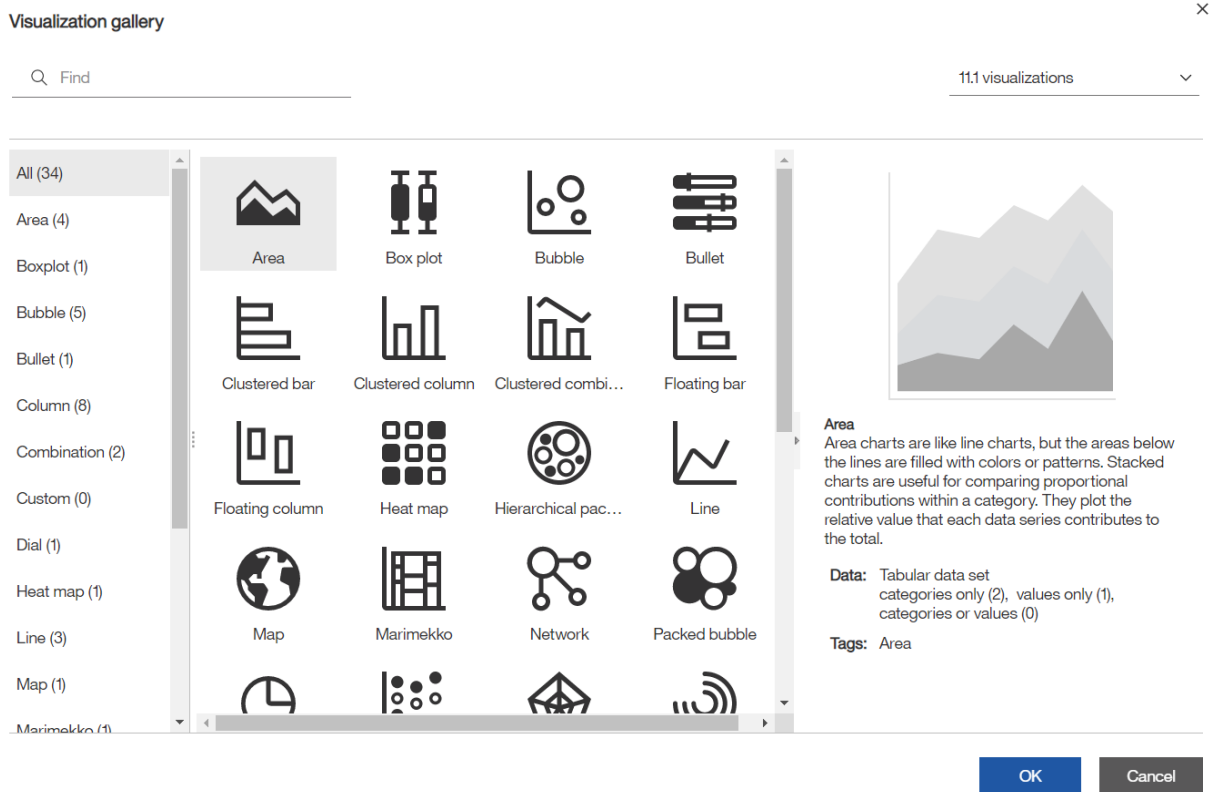 Visualization gallery
Find
11.1 visualizations
All (34)
Area (4)
Boxplot (1)
Bubble (5)
Bullet (1)
Column (8)
Combination (2)
Custom (0)
Dial (1)
Heat map (1)
Line (3)
Map (1)
Marimekko (1)
Area
Box plot
Bubble
Bullet
Clustered bar
Clustered column
Clustered combi...
Floating bar
Floating column
Heat map
Hierarchical pac...
Line
Map
Marimekko
Network
Packed bubble
Area
Area charts are like line charts, but the areas below
the lines are filled with colors or patterns. Stacked
charts are useful for comparing proportional
contributions within a category. They plot the
relative value that each data series contributes to
the total.
Data: Tabular data set
categories only (2), values only (1),
categories or values (0)
Tags: Area
OK
Cancel